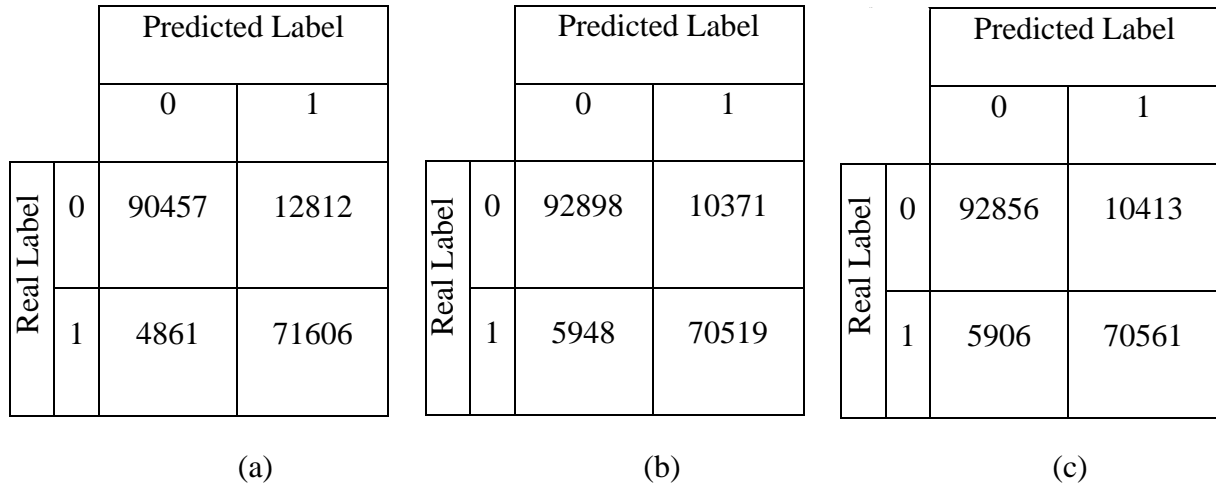 Predicted Label
0 1
Real Label
0 90457 12812
1 4861 71606
(a)
Predicted Label
0 1
Real Label
0 92898 10371
1 5948 70519
(b)
Predicted Label
0 1
Real Label
0 92856 10413
1 5906 70561
(c)